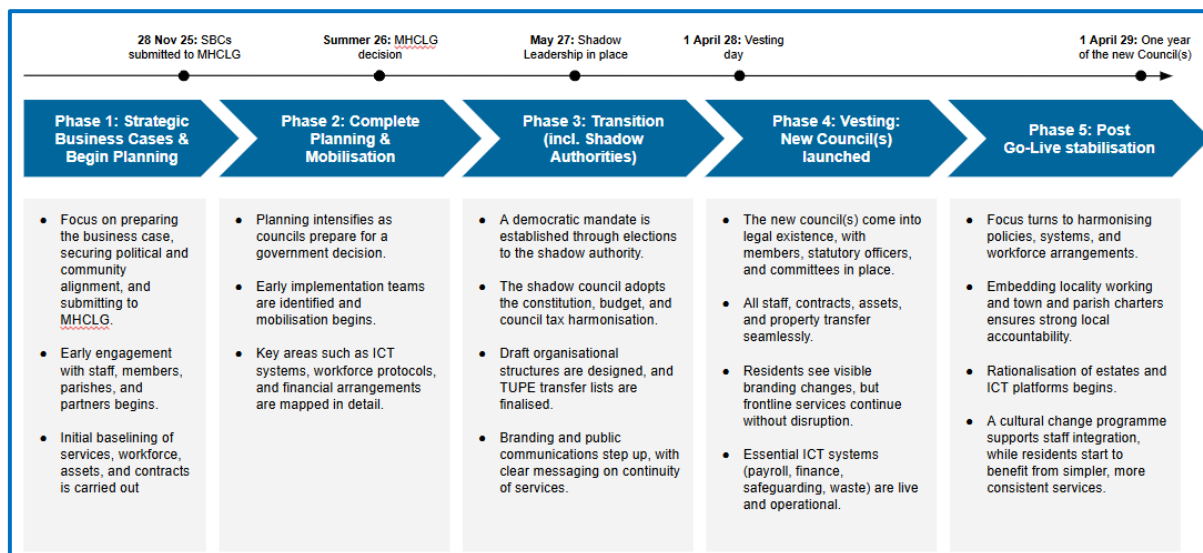 28 Nov 25: SBCs
submitted to MHCLG
Summer 26: MHCLG
decision
May 27: Shadow
Leadership in place
1 April 28: Vesting
day
1 April 29: One year
of the new Council(s)
Phase 1: Strategic
Business Cases &
Begin Planning
Phase 2: Complete
Planning &
Mobilisation
Phase 3: Transition
(incl. Shadow
Authorities)
Phase 4: Vesting:
New Council(s)
launched
Phase 5: Post
Go-Live stabilisation
● Focus on preparing
the business case,
securing political and
community
alignment, and
submitting to
MHCLG.
● Early engagement
with staff, members,
parishes, and
partners begins.
● Initial baselining of
services, workforce,
assets, and contracts
is carried out
● Planning intensifies as
councils prepare for a
government decision.
● Early implementation teams
are identified and
mobilisation begins.
● Key areas such as ICT
systems, workforce protocols,
and financial arrangements
are mapped in detail.
● A democratic mandate is
established through elections
to the shadow authority.
● The shadow council adopts
the constitution, budget, and
council tax harmonisation.
● Draft organisational
structures are designed, and
TUPE transfer lists are
finalised.
● Branding and public
communications step up, with
clear messaging on continuity
of services.
● The new council(s) come into
legal existence, with
members, statutory officers,
and committees in place.
● All staff, contracts, assets,
and property transfer
seamlessly.
● Residents see visible
branding changes, but
frontline services continue
without disruption.
● Essential ICT systems
(payroll, finance,
safeguarding, waste) are live
and operational.
● Focus turns to harmonising
policies, systems, and
workforce arrangements.
● Embedding locality working
and town and parish charters
ensures strong local
accountability.
● Rationalisation of estates and
ICT platforms begins.
● A cultural change programme
supports staff integration,
while residents start to
benefit from simpler, more
consistent services.